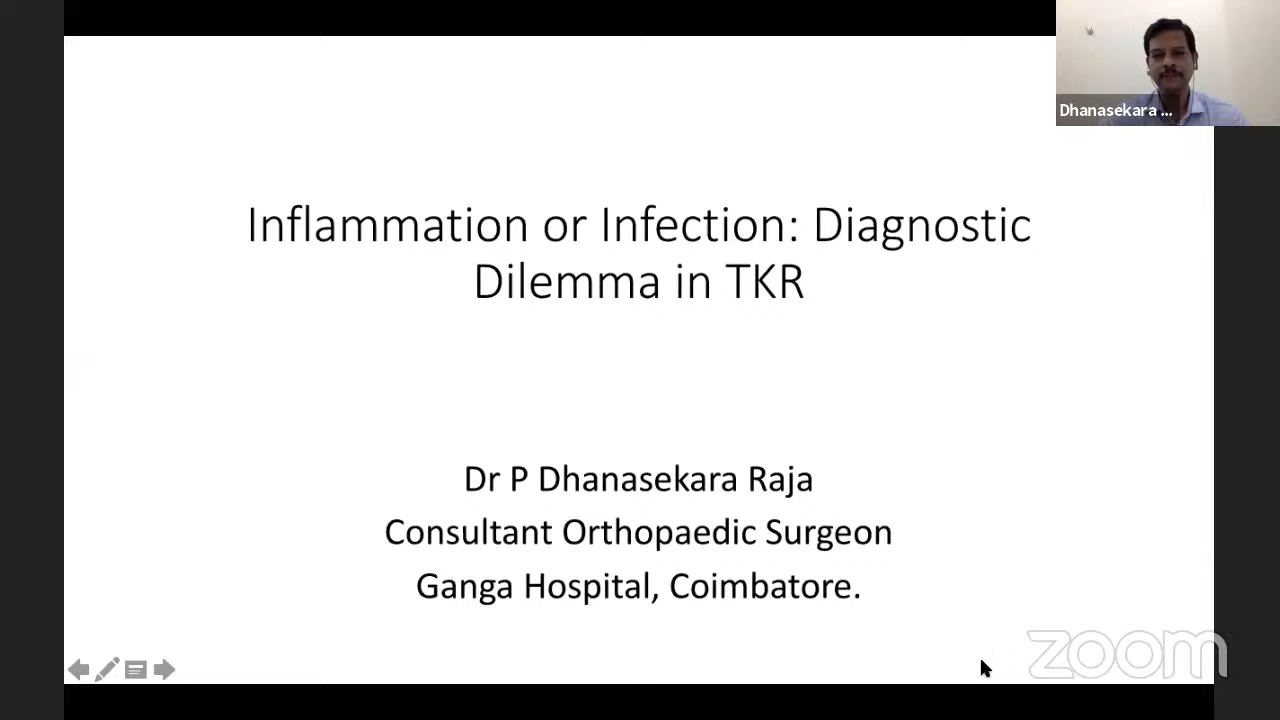 Dhanasekara ...
Inflammation or Infection: Diagnostic
Dilemma in TKR
Dr P Dhanasekara Raja
Consultant Orthopaedic Surgeon
Ganga Hospital, Coimbatore.
zoom